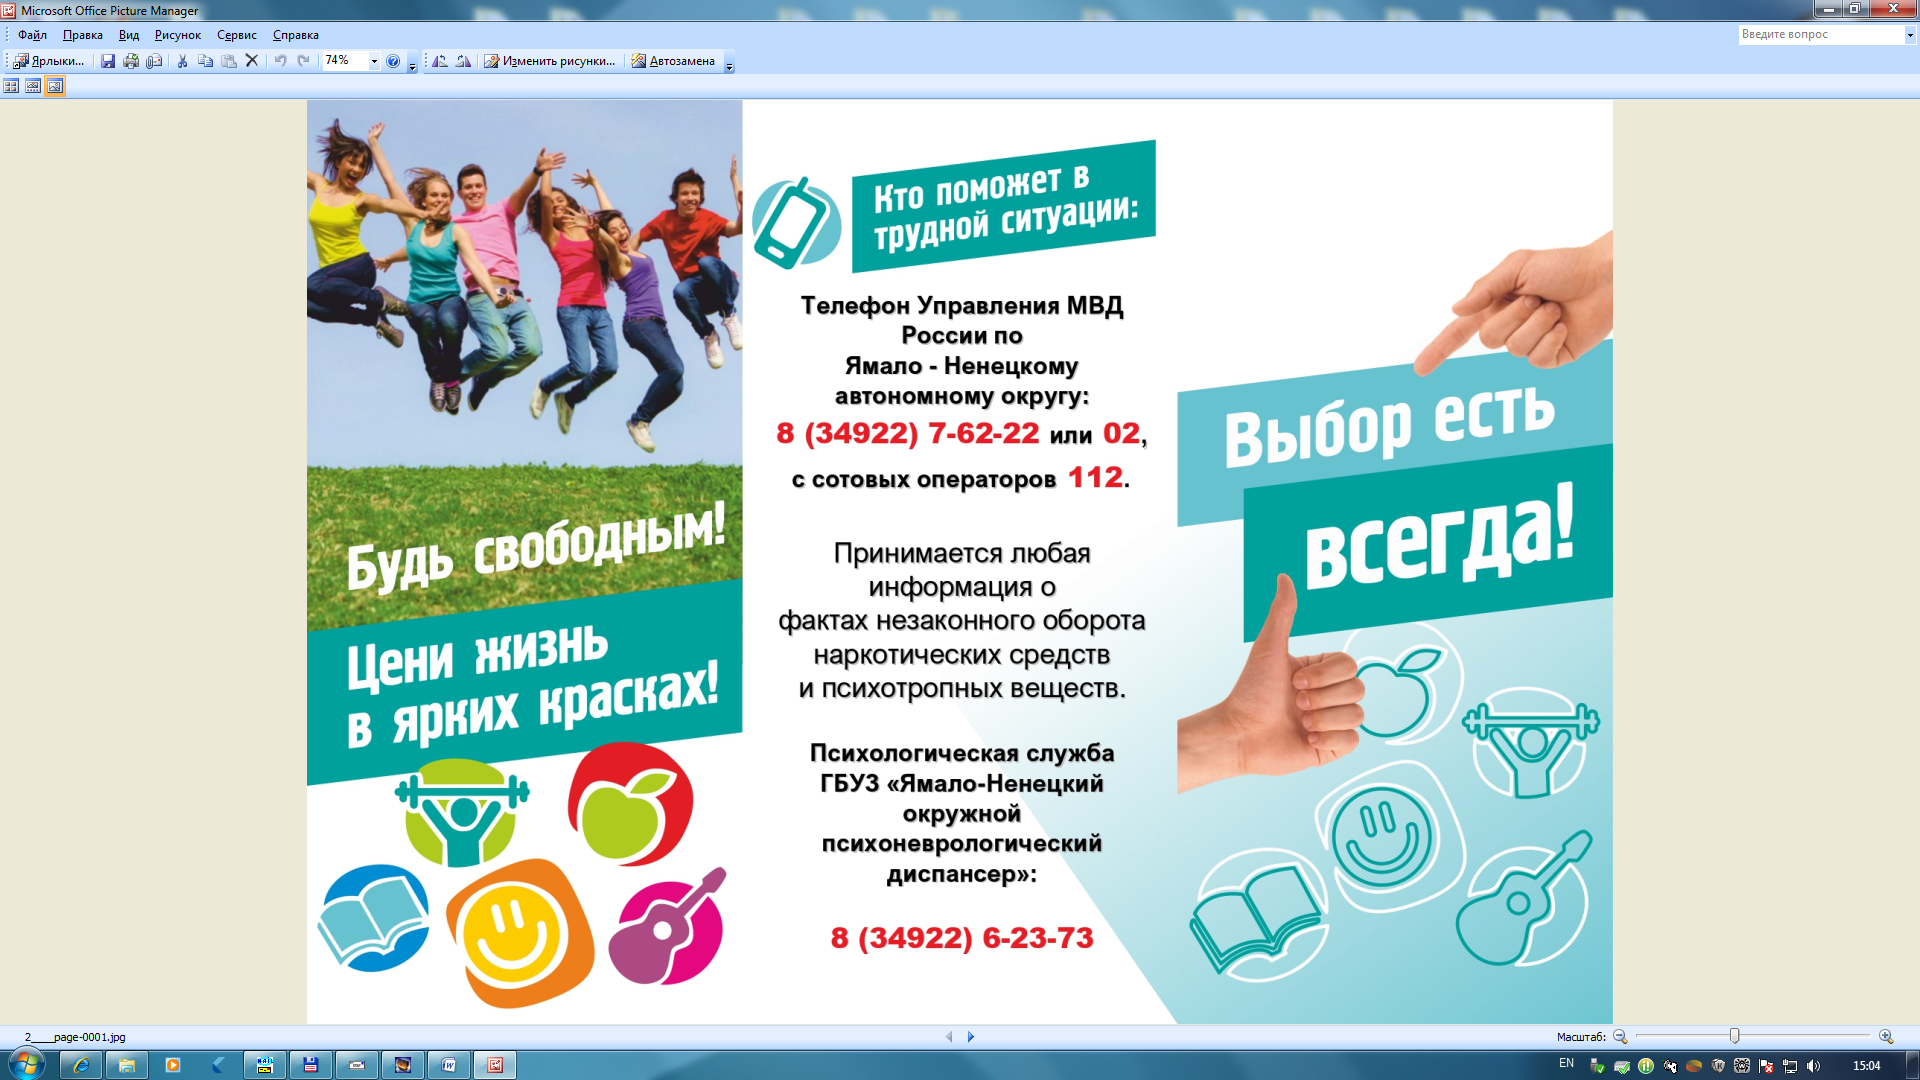 Microsoft Office Picture Manager
Файл Правка Вид Рисунок Сервис Справка
Введите вопрос
Ярлыки... 74% Изменить рисунки... Автозамена
Будь свободным!
Цени жизнь
в ярких красках!
Кто поможет в
трудной ситуации:
Телефон Управления МВД
России по
Ямало - Ненецкому
автономному округу:
8 (34922) 7-62-22 или 02,
с сотовых операторов 112.
Принимается любая
информация о
фактах незаконного оборота
наркотических средств
и психотропных веществ.
Психологическая служба
ГБУЗ «Ямало-Ненецкий
окружной
психоневрологический
диспансер»:
8 (34922) 6-23-73
Выбор есть
всегда!
2____page-0001.jpg
Масштаб:
EN
15:04